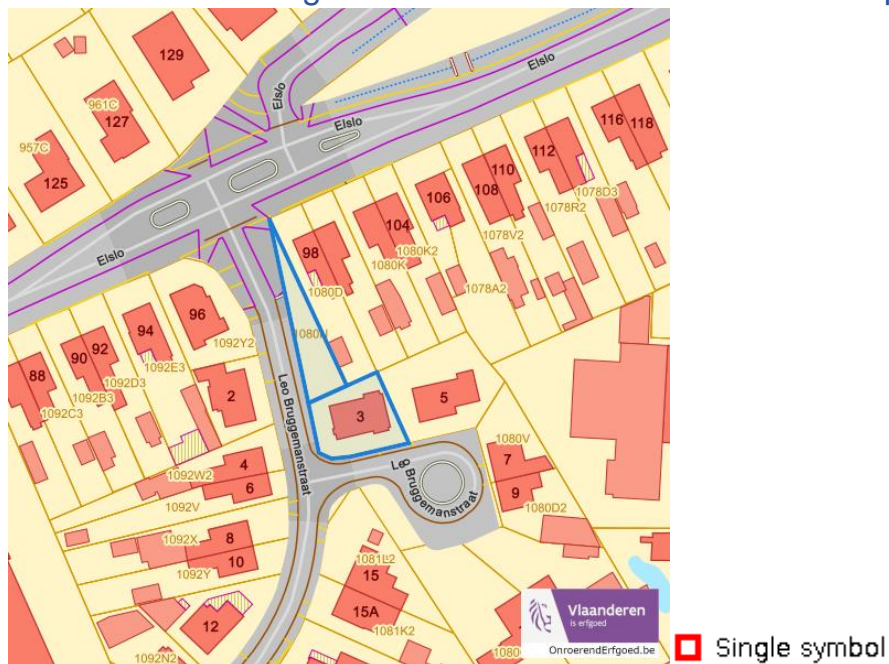 129
Elslo
Elslo
961C
127
Elslo
116
118
957C
125
112
110
108
1078D3
1078R2
106
104
98
1080K2
1078V2
Elslo
1080K
1080D
1078A2
96
94
92
90
88
1092Y2
1092E3
1092D3
1092B3
1092C3
2
Leo Bruggemanstraat
3
5
1080V
7
9
1080D2
Leo Bruggemanstraat
1092W2
4
6
1092V
8
1092X
10
1092Y
1081L2
15
15A
1081K2
12
1092N2
Vlaanderen
is erfgoed
OnroerendErfgoed.be
Single symbol